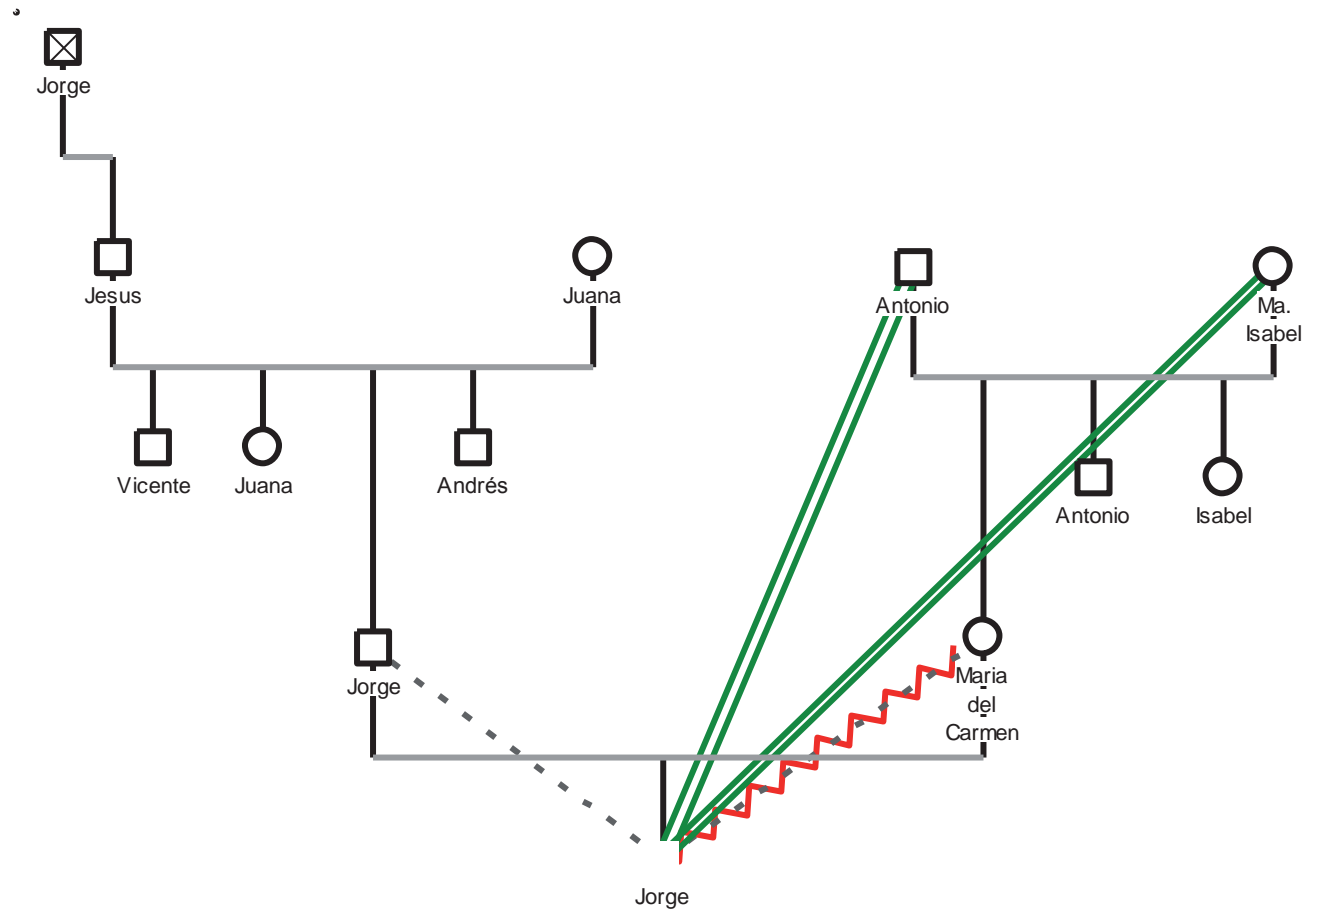 Jorge
Jesus
Juana
Antonio
Ma.
Isabel
Vicente
Juana
Andrés
Antonio
Isabel
Jorge
Maria
del
Carmen
Jorge